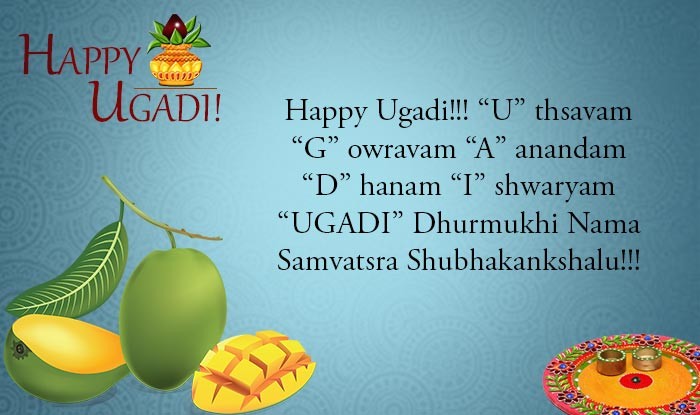 HAPPY
UGADI!
Happy Ugadi!!! “U” thsavam
“G” owravam “A” anandam
“D” hanam “I” shwaryam
“UGADI” Dhurmukhi Nama
Samvatsra Shubhakankshalu!!!